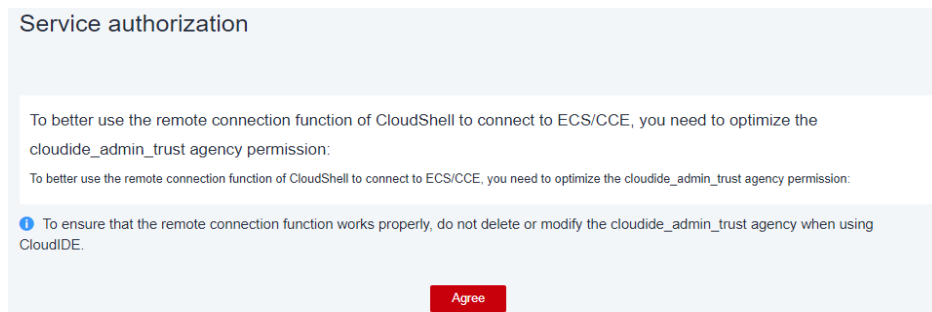 Service authorization
To better use the remote connection function of CloudShell to connect to ECS/CCE, you need to optimize the
cloudide_admin_trust agency permission:
To better use the remote connection function of CloudShell to connect to ECS/CCE, you need to optimize the cloudide_admin_trust agency permission:
To ensure that the remote connection function works properly, do not delete or modify the cloudide_admin_trust agency when using
CloudIDE.
Agree